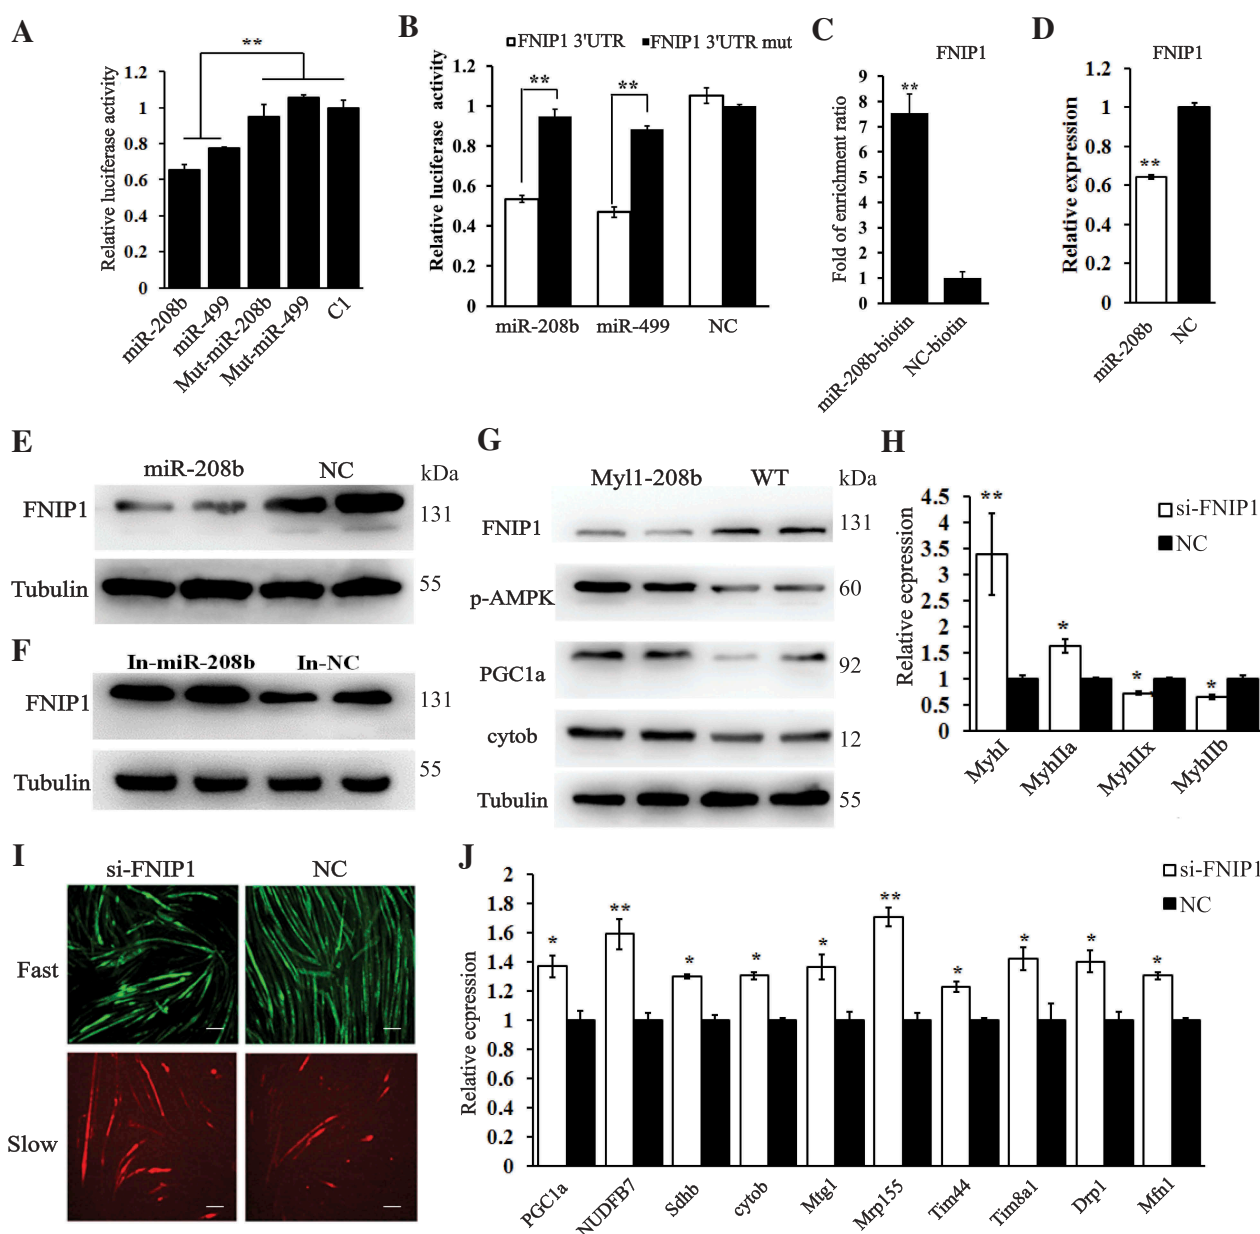 A
**
Relative luciferase activity
1.2
1
0.8
0.6
0.4
0.2
0
miR-208b
miR-499
Mut-miR-208b
Mut-miR-499
C1
B
FNIP1 3'UTR
FNIP1 3'UTR mut
Relative luciferase activity
1.2
1
0.8
0.6
0.4
0.2
0
**
**
miR-208b
miR-499
NC
C
FNIP1
Fold of enrichment ratio
9
8
7
6
5
4
3
2
1
0
**
miR-208b-biotin
NC-biotin
D
FNIP1
Relative expression
1.2
1
0.8
0.6
0.4
0.2
0
**
miR-208b
NC
E
miR-208b
NC
kDa
FNIP1
131
Tubulin
55
F
In-miR-208b
In-NC
FNIP1
131
Tubulin
55
G
Myl1-208b
WT
kDa
FNIP1
131
p-AMPK
60
PGC1a
92
cytob
12
Tubulin
55
H
Relative ecpression
4.5
4
3.5
3
2.5
2
1.5
1
0.5
0
si-FNIP1
NC
**
*
*
*
MyhI
MyhIIa
MyhIIx
MyhIIb
I
si-FNIP1
NC
Fast
Slow
J
Relative ecpression
2
1.8
1.6
1.4
1.2
1
0.8
0.6
0.4
0.2
0
si-FNIP1
NC
*
**
*
*
*
**
*
*
*
*
PGC1a
NUDFB7
Sdhb
cytob
Mtg1
Mrp155
Tim44
Tim8a1
Drp1
Mfn1